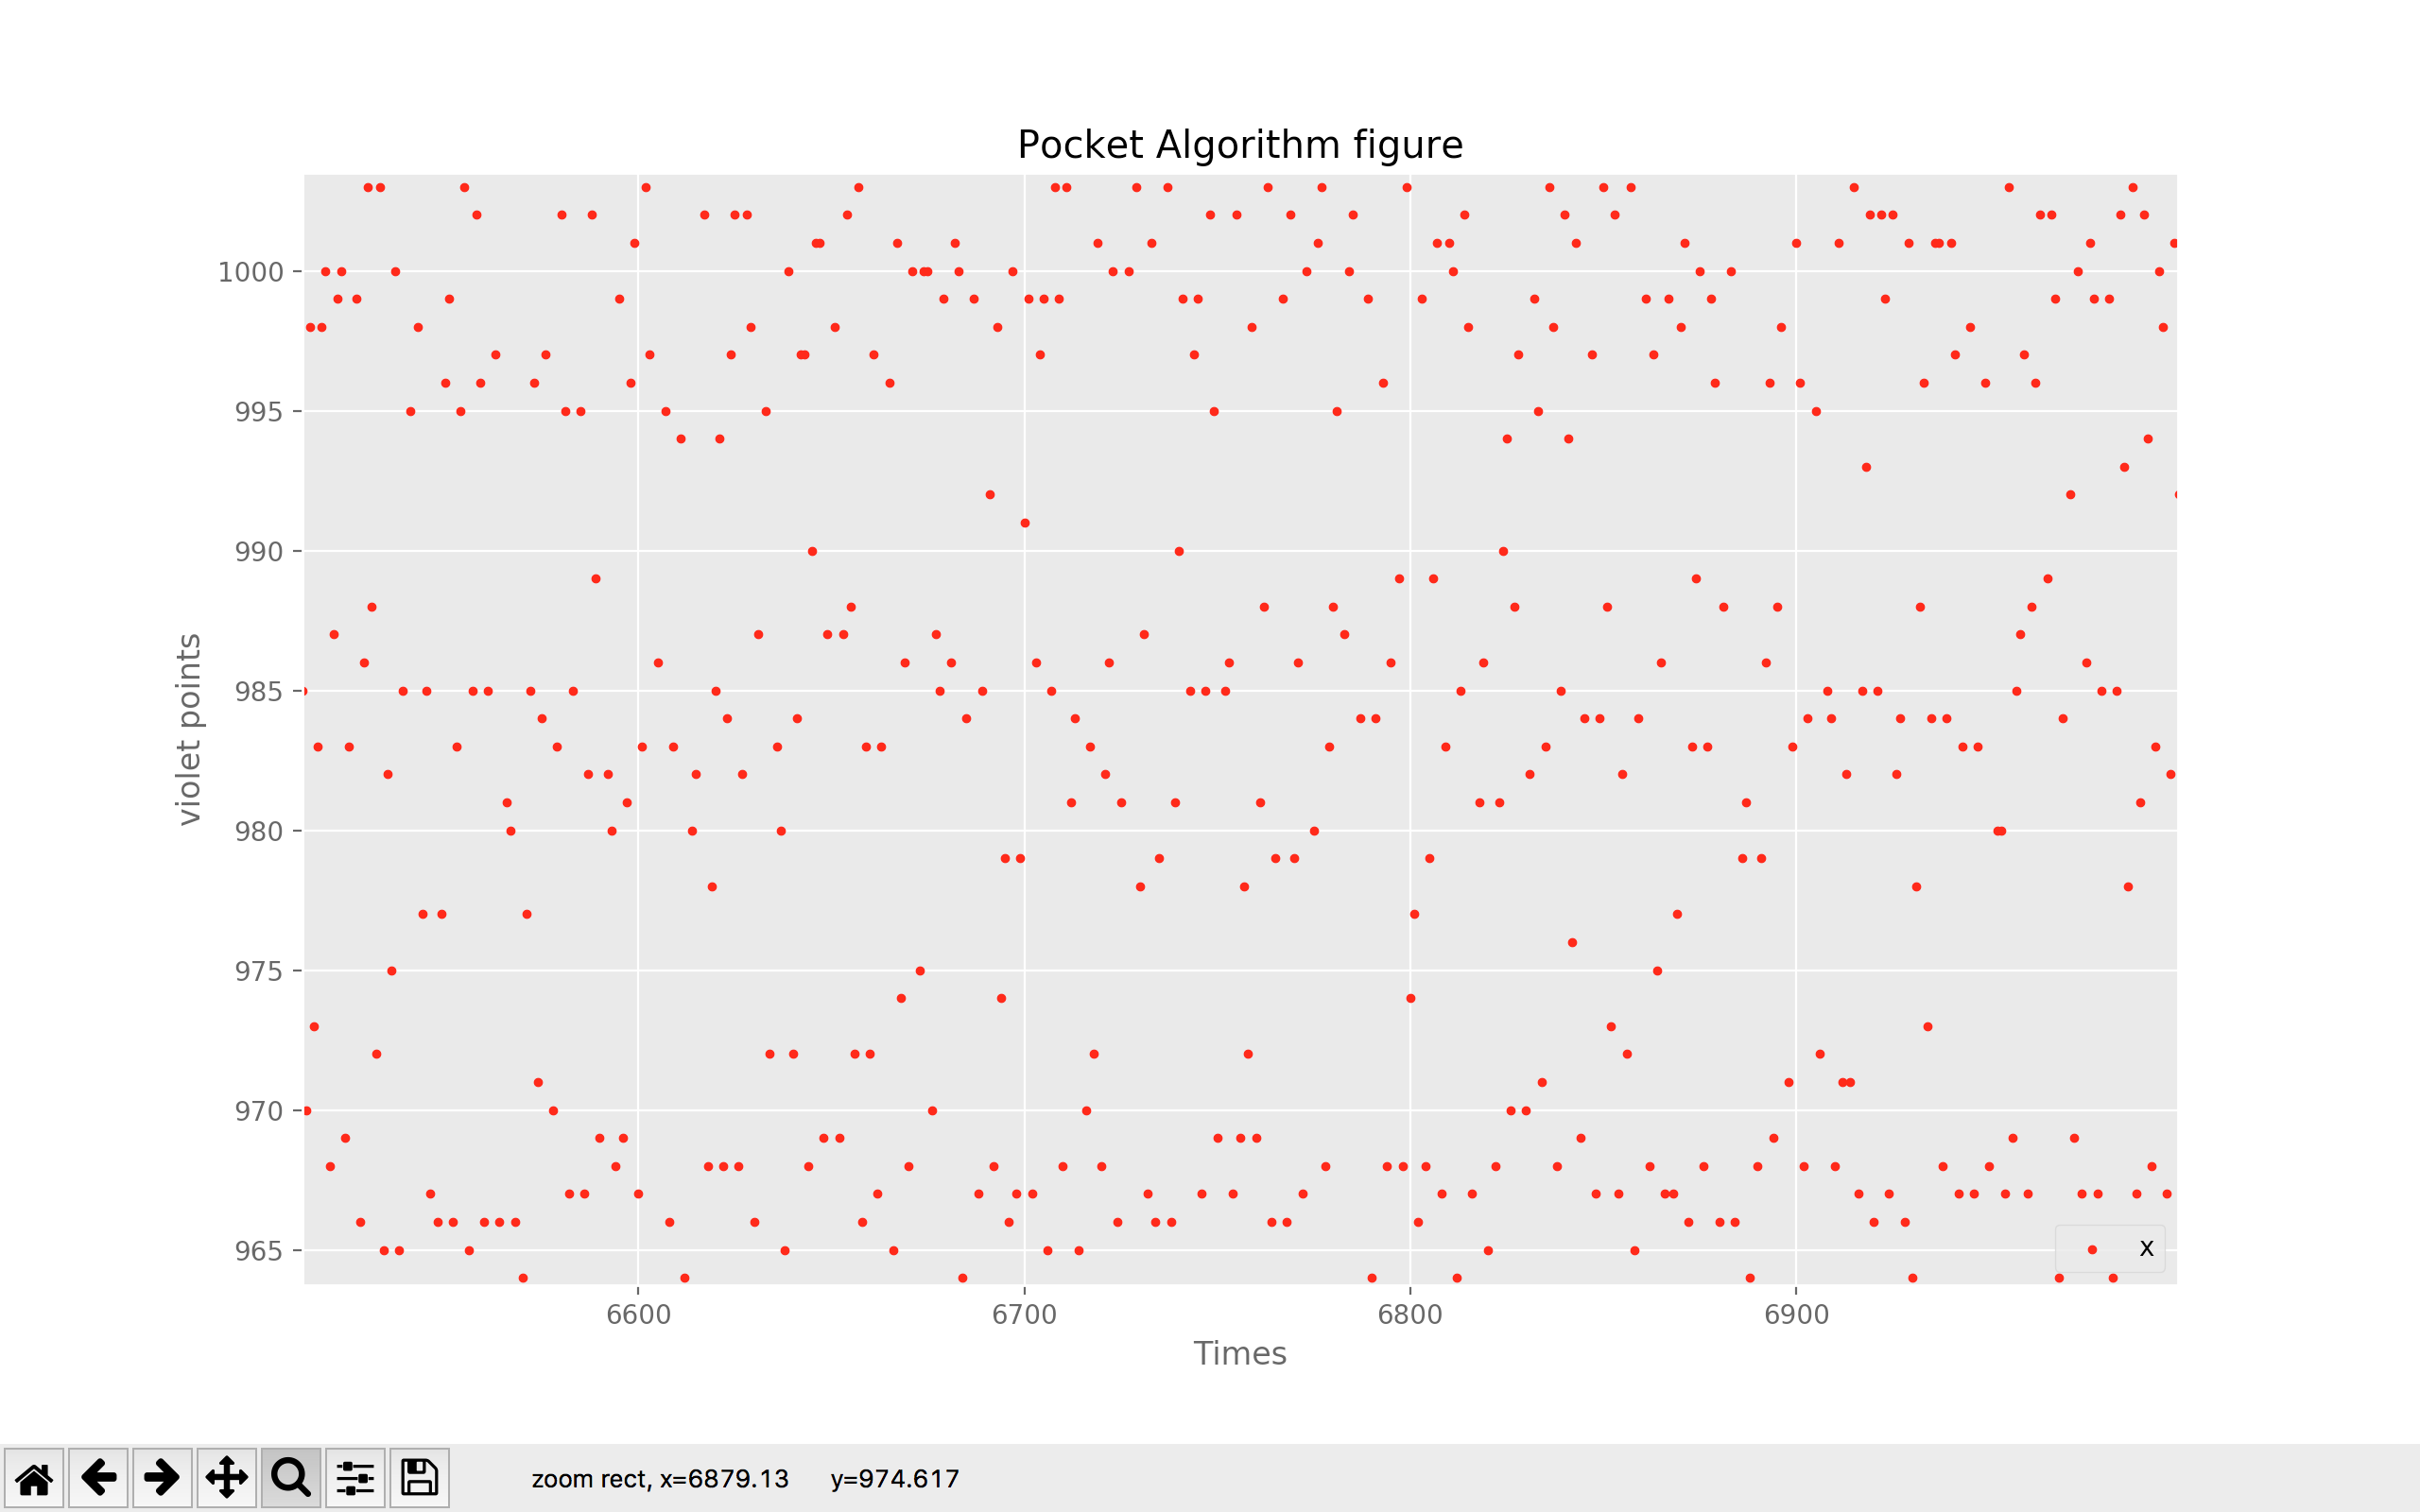 Pocket Algorithm figure
1000
995
990
985
980
975
970
965
violet points
6600 6700 6800 6900
Times
x
zoom rect, x=6879.13 y=974.617